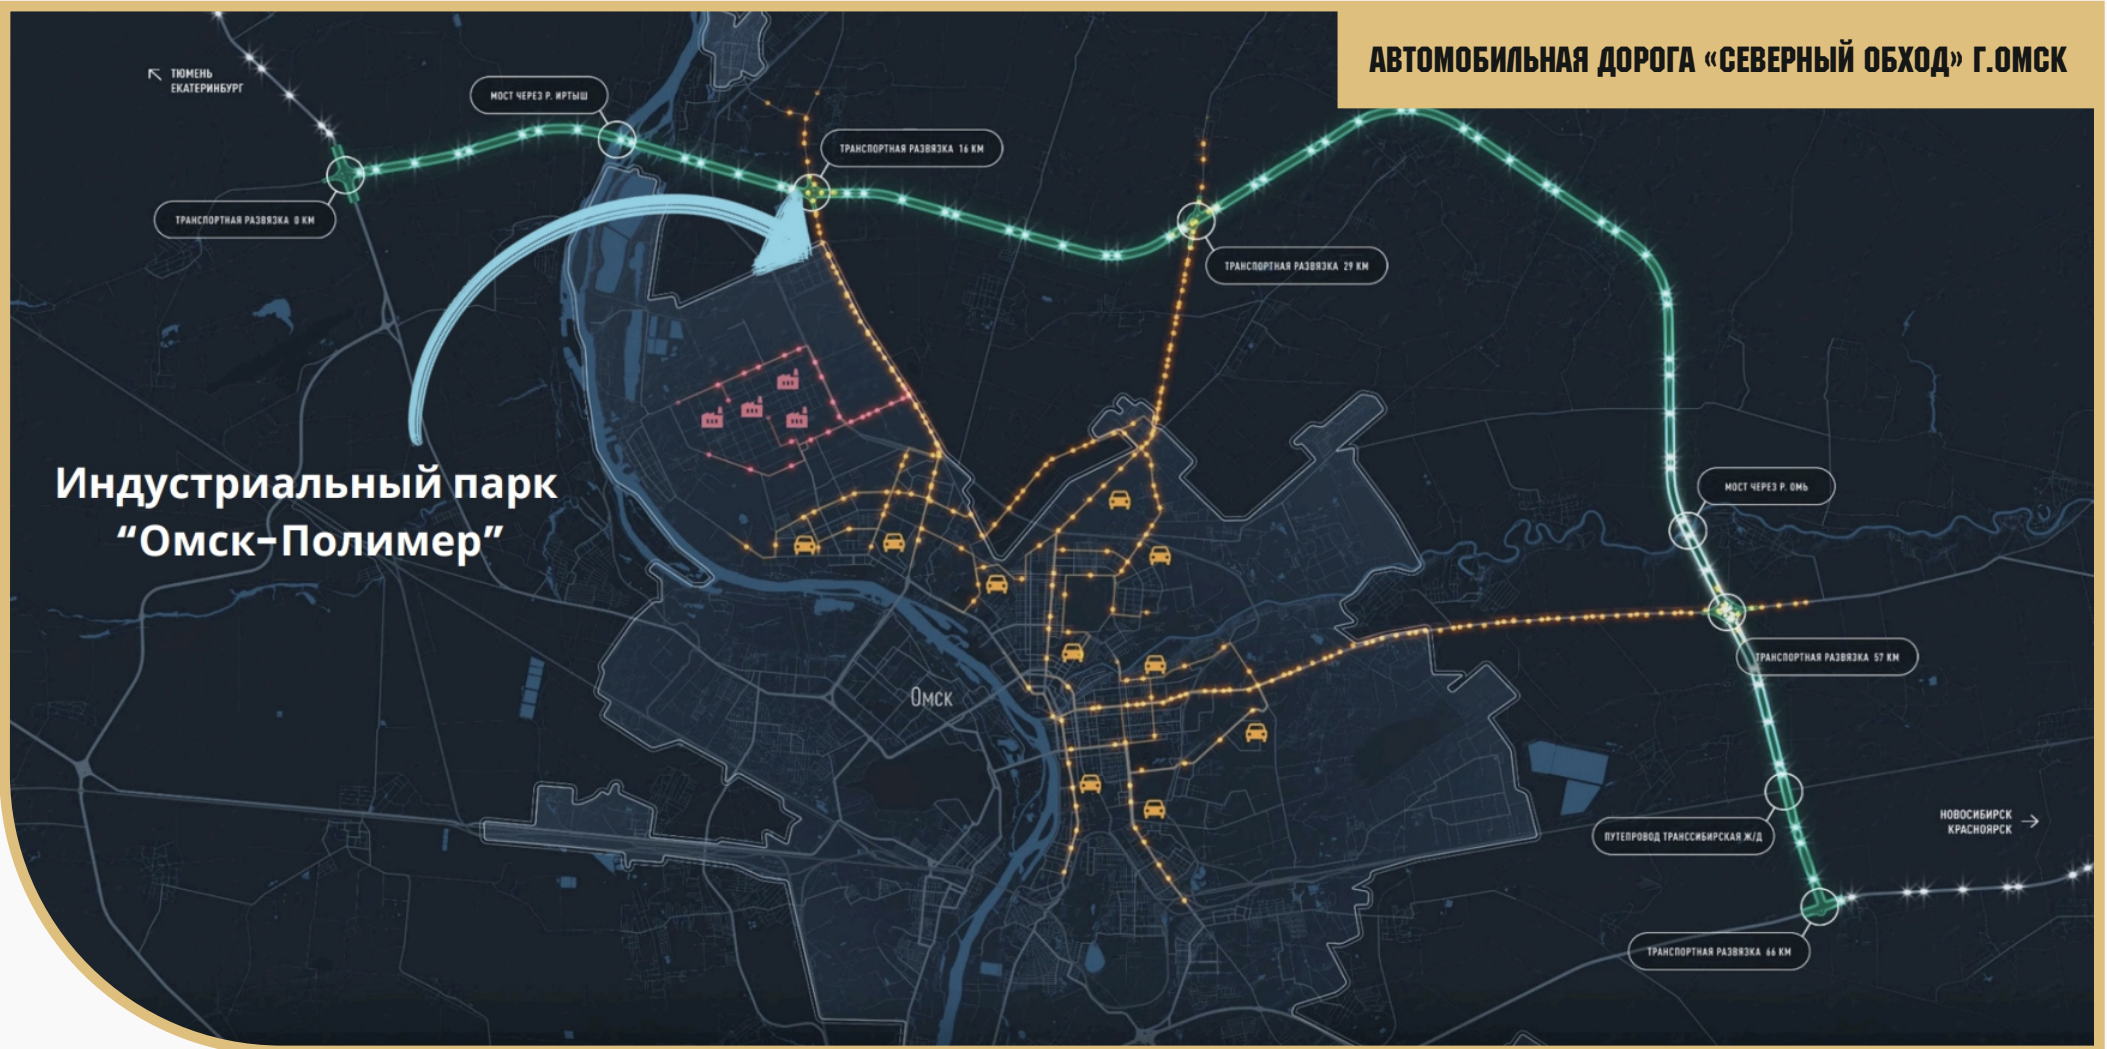 АВТОМОБИЛЬНАЯ ДОРОГА «СЕВЕРНЫЙ ОБХОД» Г.ОМСК
ТЮМЕНЬ
ЕКАТЕРИНБУРГ
МОСТ ЧЕРЕЗ Р. ИРТЫШ
ТРАНСПОРТНАЯ РАЗВЯЗКА 16 КМ
ТРАНСПОРТНАЯ РАЗВЯЗКА 0 КМ
ТРАНСПОРТНАЯ РАЗВЯЗКА 29 КМ
Индустриальный парк
“Омск-Полимер”
МОСТ ЧЕРЕЗ Р. ОМЬ
ТРАНСПОРТНАЯ РАЗВЯЗКА 57 КМ
Омск
НОВОСИБИРСК
КРАСНОЯРСК
ПУТЕПРОВОД ТРАНССИБИРСКАЯ Ж/Д
ТРАНСПОРТНАЯ РАЗВЯЗКА 66 КМ